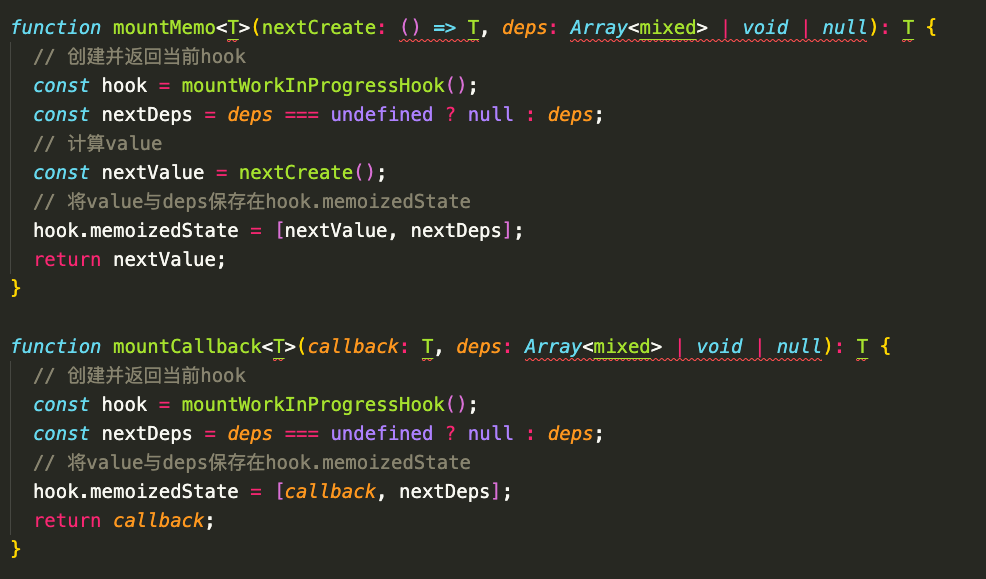 function mountMemo<T>(nextCreate: () => T, deps: Array<mixed> | void | null): T {
// 创建并返回当前hook
const hook = mountWorkInProgressHook();
const nextDeps = deps === undefined ? null : deps;
// 计算value
const nextValue = nextCreate();
// 将value与deps保存在hook.memoizedState
hook.memoizedState = [nextValue, nextDeps];
return nextValue;
}
function mountCallback<T>(callback: T, deps: Array<mixed> | void | null): T {
// 创建并返回当前hook
const hook = mountWorkInProgressHook();
const nextDeps = deps === undefined ? null : deps;
// 将value与deps保存在hook.memoizedState
hook.memoizedState = [callback, nextDeps];
return callback;
}